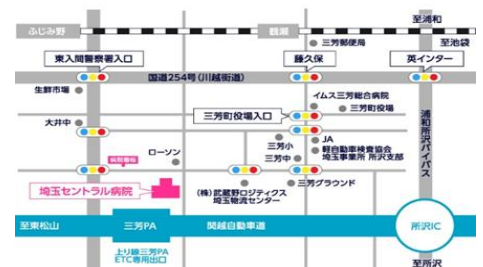 至浦和
ふじみ野
鶴瀬
至池袋
三芳郵便局
東入間警察署入口
藤久保
英インター
国道254号(川越街道)
生鮮市場
イムス三芳総合病院
三芳町役場
三芳町役場入口
大井中
浦和所沢バイパス
三芳小
JA
軽自動車検査協会
埼玉事務所 所沢支部
ローソン
三芳中
病院看板
埼玉セントラル病院
三芳グラウンド
(株)武蔵野ロジスティクス
埼玉物流センター
至東松山
三芳PA
関越自動車道
所沢IC
上り線三芳PA
ETC専用出口
至所沢